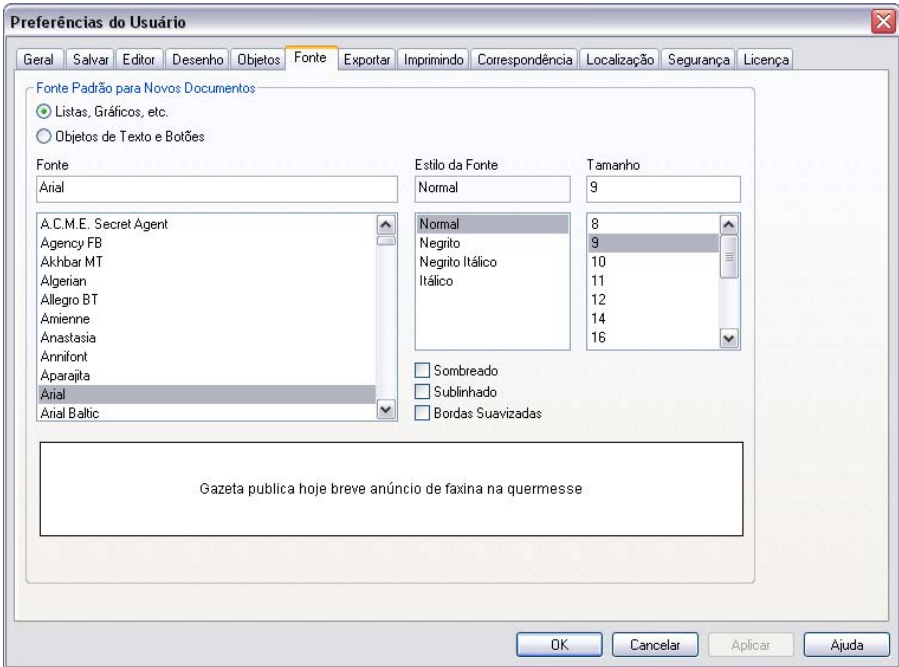 Preferências do Usuário
Geral Salvar Editor Desenho Objetos Fonte Exportar Imprimindo Correspondência Localização Segurança Licença
Fonte Padrão para Novos Documentos
Listas, Gráficos, etc.
Objetos de Texto e Botões
Fonte Estilo da Fonte Tamanho
Arial Normal 9
A.C.M.E. Secret Agent Normal 8
Agency FB Negrito 9
Akhbar MT Negrito Itálico 10
Algerian Itálico 11
Allegro BT 12
Amienne 14
Anastasia 16
Annifont
Aparajita Sombreado
Arial Sublinhado
Arial Baltic Bordas Suavizadas
Gazeta publica hoje breve anúncio de faxina na quermesse
OK Cancelar Aplicar Ajuda